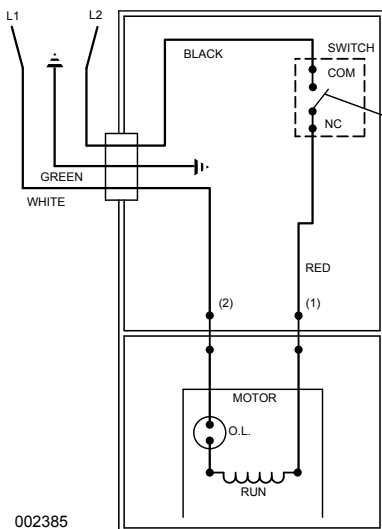 L1
L2
BLACK
SWITCH
COM
NC
GREEN
WHITE
RED
(2)
(1)
MOTOR
O.L.
RUN
002385